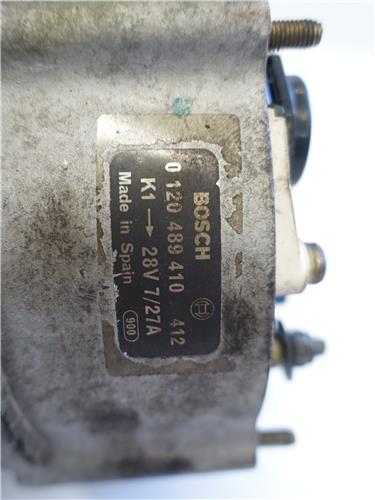 BOSCH
0 120 489 410 412
K1 → 28V 7/27A
Made in Spain
900